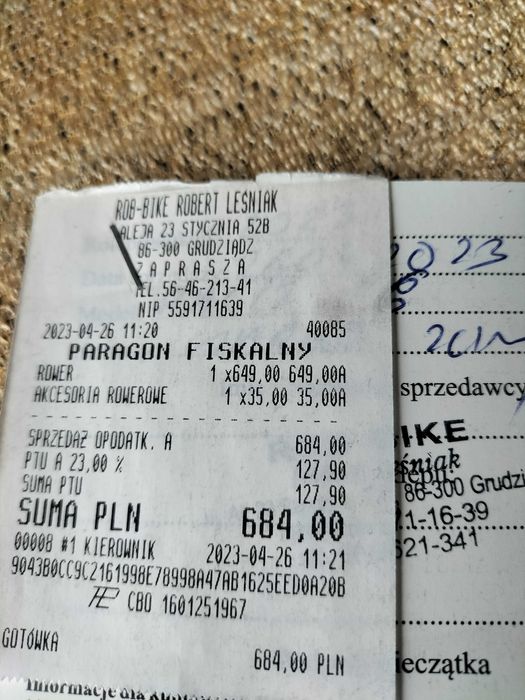 ROB-BIKE ROBERT LEŚNIAK
ALEJA 23 STYCZNIA 52B
86-300 GRUDZIĄDZ
ZAPRASZA
TEL.56-46-213-41
NIP 5591711639
2023-04-26 11:20 40085
PARAGON FISKALNY
ROWER 1 x649,00 649,00A
AKCESORIA ROWEROWE 1 x35,00 35,00A
SPRZEDAŻ OPODATK. A 684,00
PTU A 23,00 % 127,90
SUMA PTU 127,90
SUMA PLN 684,00
00008 #1 KIEROWNIK 2023-04-26 11:21
9043B0CC9C2161998E78998A47AB1625EED0A20B
CBO 1601251967
GOTÓWKA
684,00 PLN
Informacje dla
2023
sprzedawcy
IKE
eśniak
86-300 Grudzi
1-16-39
621-341
ieczątka